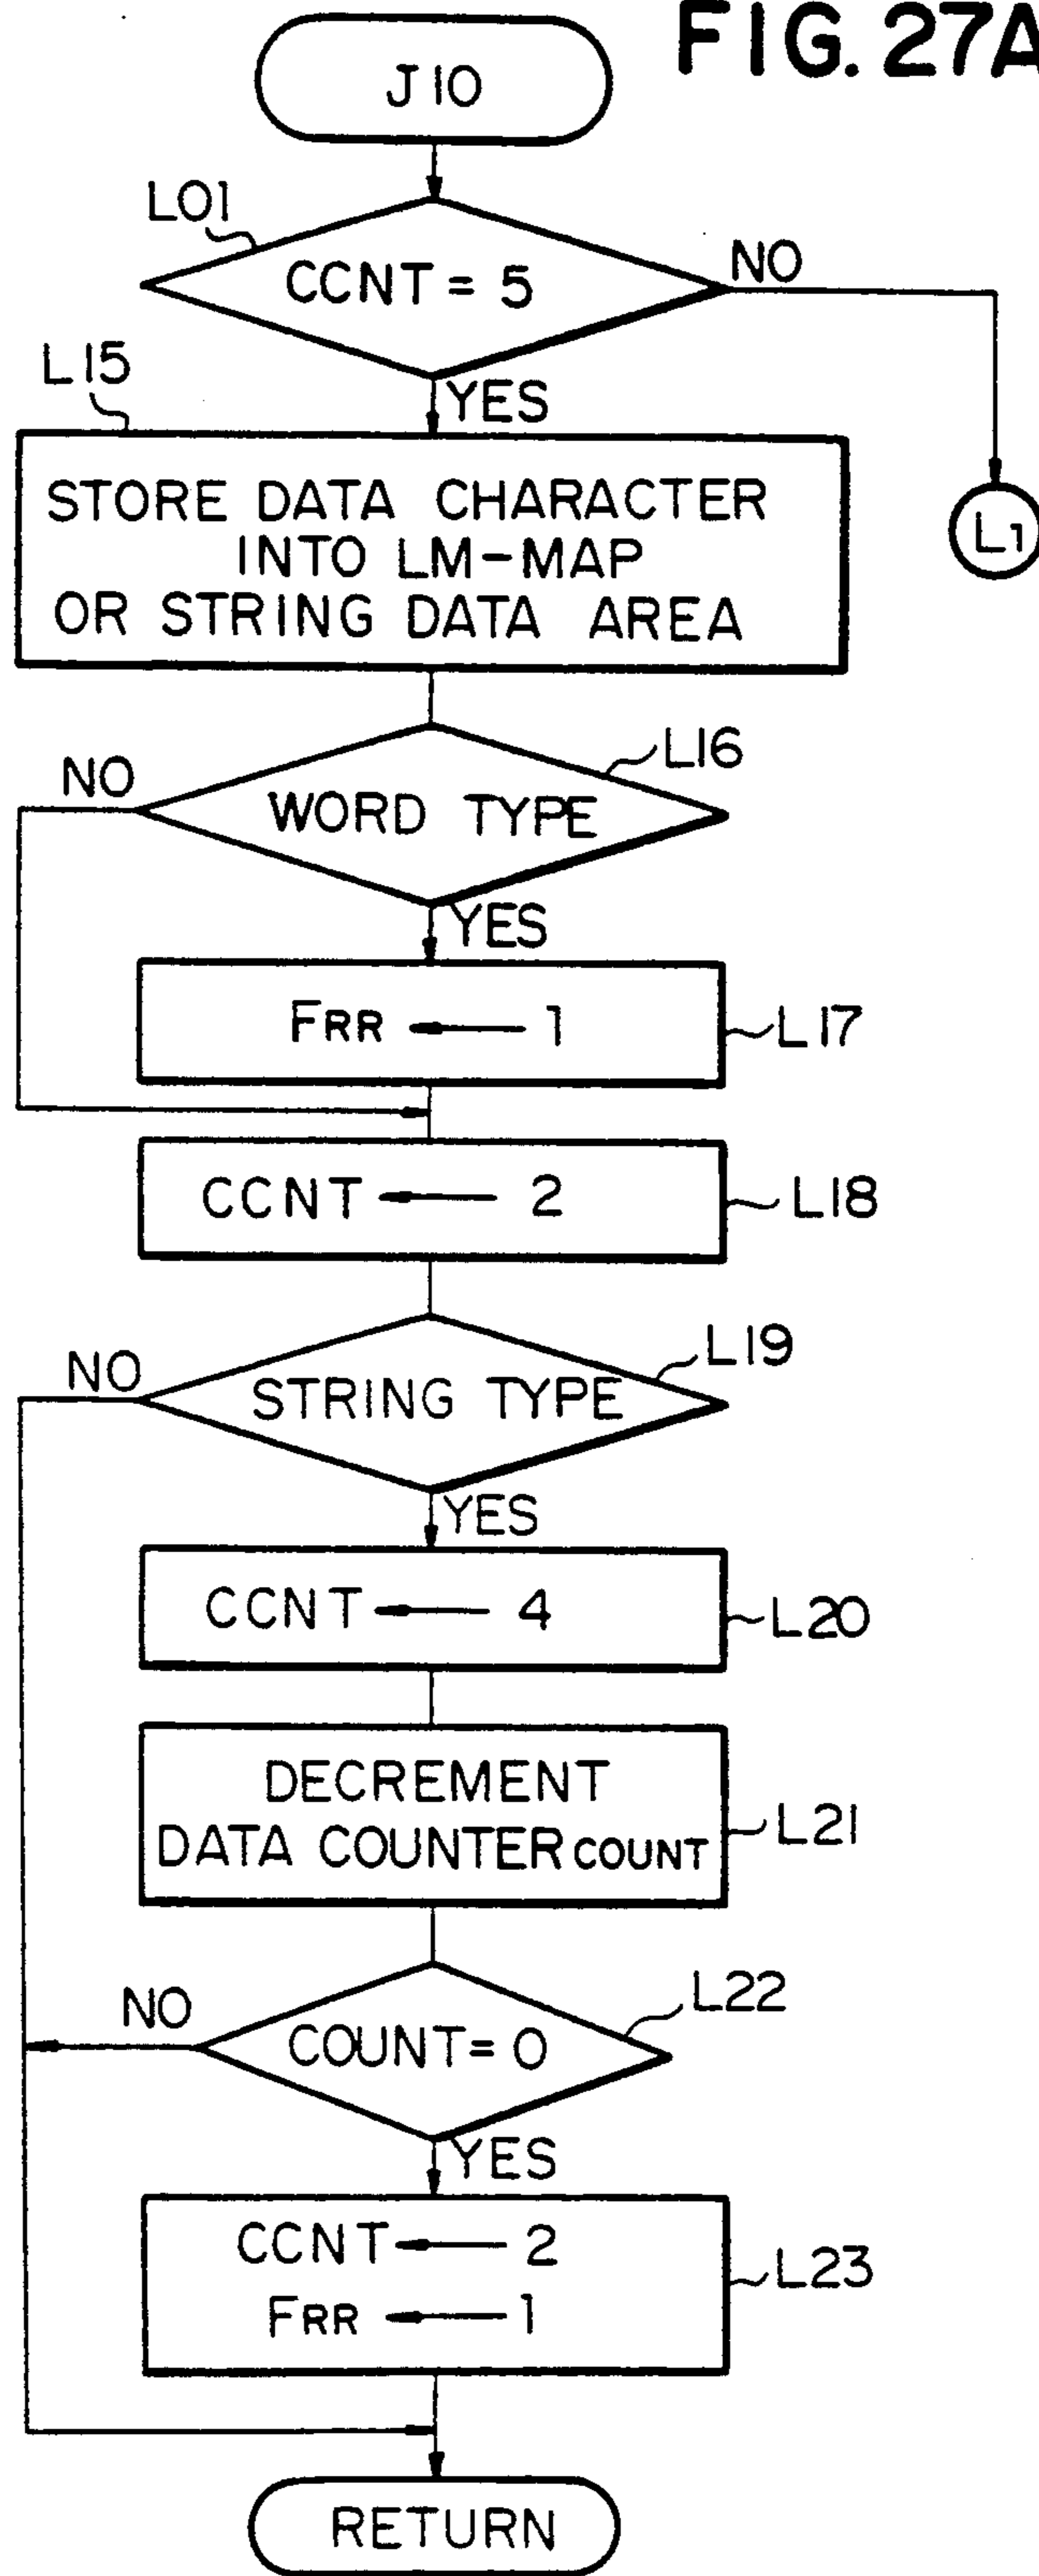 FIG. 27A
J10
L01
CCNT = 5
NO
L15
YES
STORE DATA CHARACTER
INTO LM-MAP
OR STRING DATA AREA
L1
L16
NO
WORD TYPE
YES
FRR ← 1
L17
CCNT ← 2
L18
L19
NO
STRING TYPE
YES
CCNT ← 4
L20
DECREMENT
DATA COUNTER COUNT
L21
L22
NO
COUNT = 0
YES
CCNT ← 2
L23
FRR ← 1
RETURN